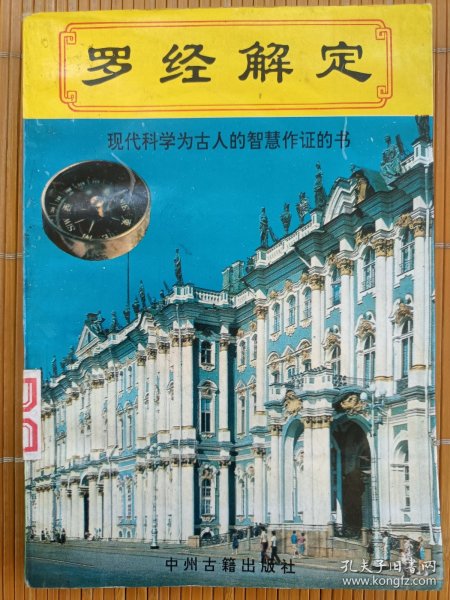 罗经解定
现代科学为古人的智慧作证的书
中州古籍出版社
孔夫子旧书网
www.kongfz.com